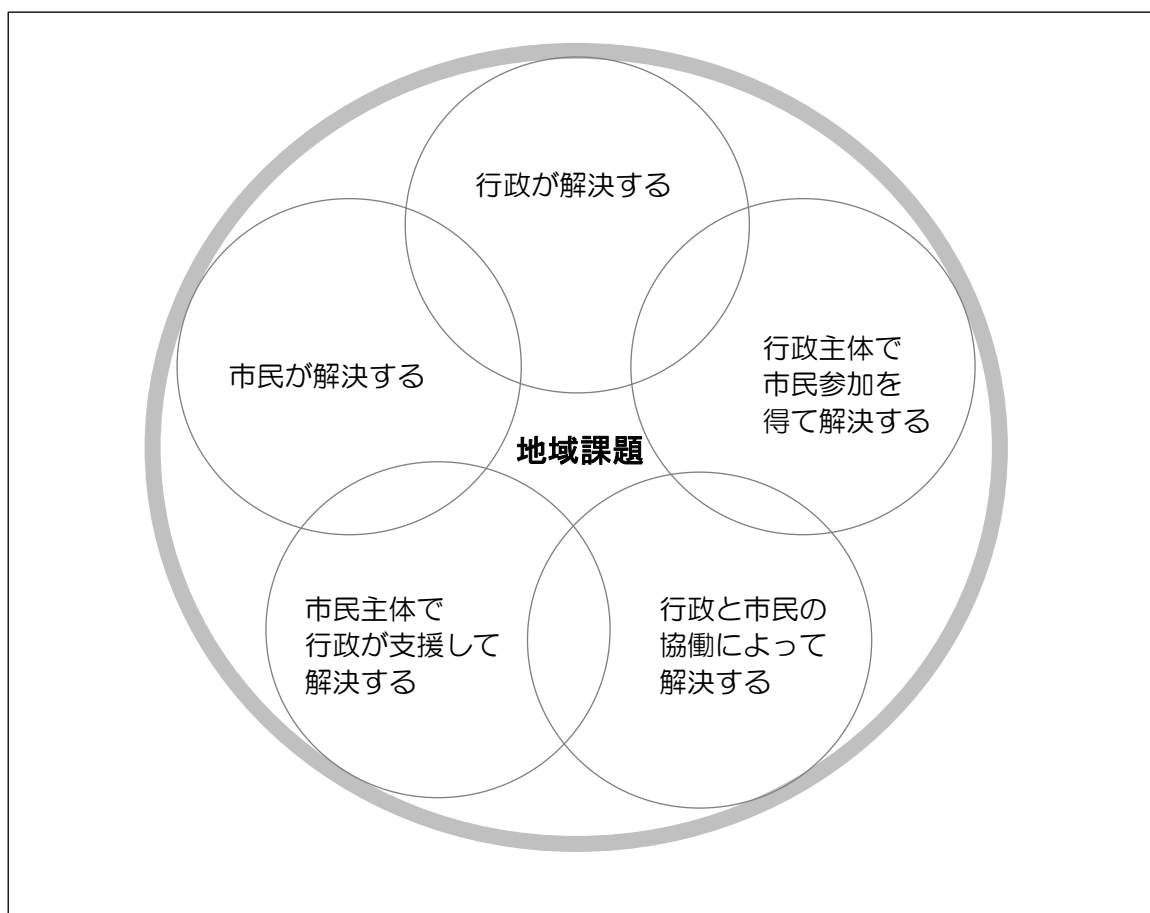 行政が解決する
市民が解決する
行政主体で
市民参加を
得て解決する
地域課題
市民主体で
行政が支援して
解決する
行政と市民の
協働によって
解決する